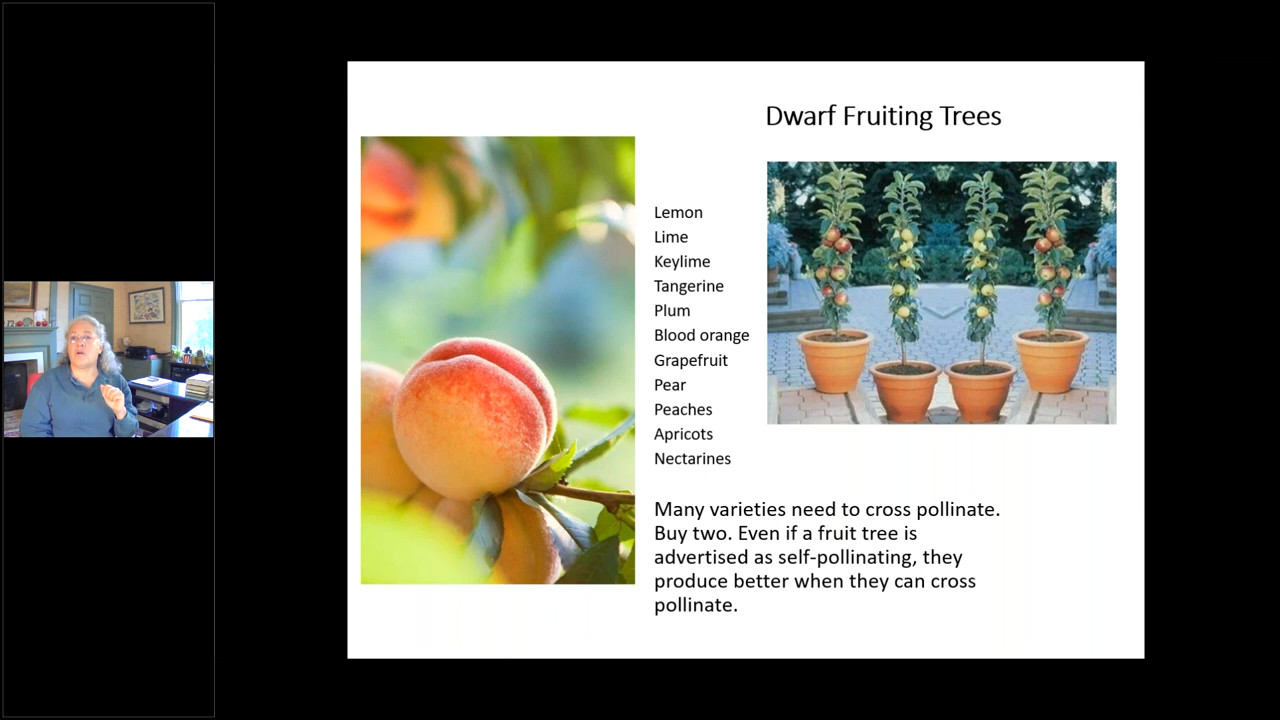 Dwarf Fruiting Trees
Lemon
Lime
Keylime
Tangerine
Plum
Blood orange
Grapefruit
Pear
Peaches
Apricots
Nectarines
Many varieties need to cross pollinate.
Buy two. Even if a fruit tree is
advertised as self-pollinating, they
produce better when they can cross
pollinate.